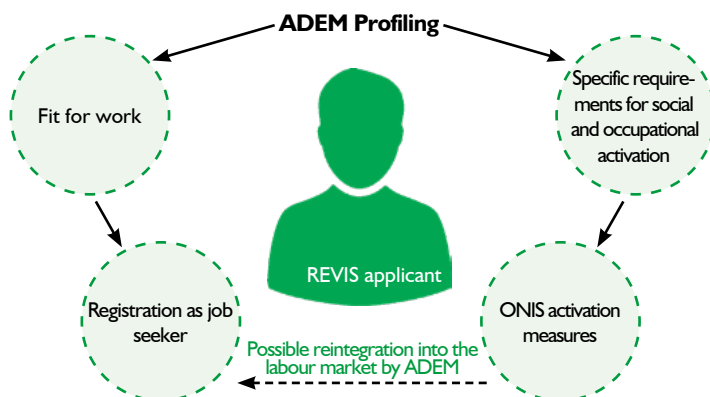 ADEM Profiling
Fit for work
Specific require-
ments for social
and occupational
activation
REVIS applicant
Registration as job
seeker
ONIS activation
measures
Possible reintegration into the
labour market by ADEM